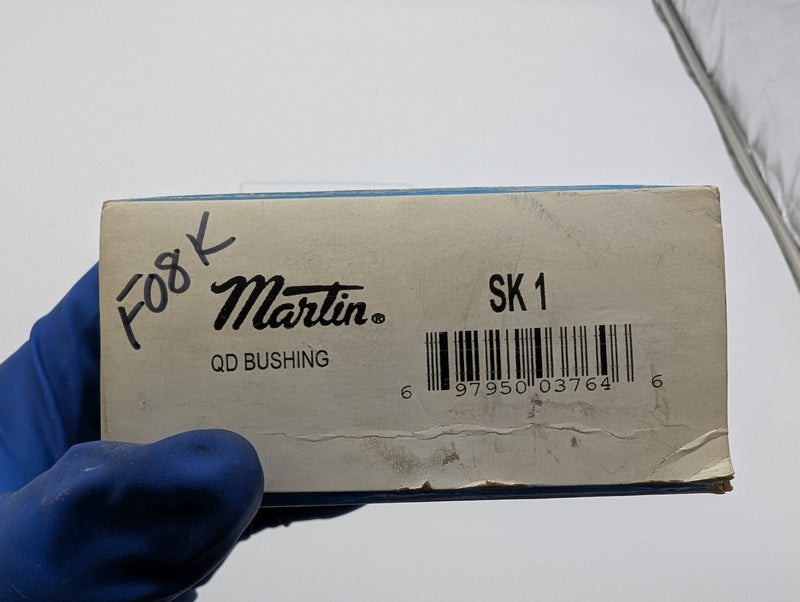 F08K
Martin®
QD BUSHING
SK 1
6 97950 03764 6